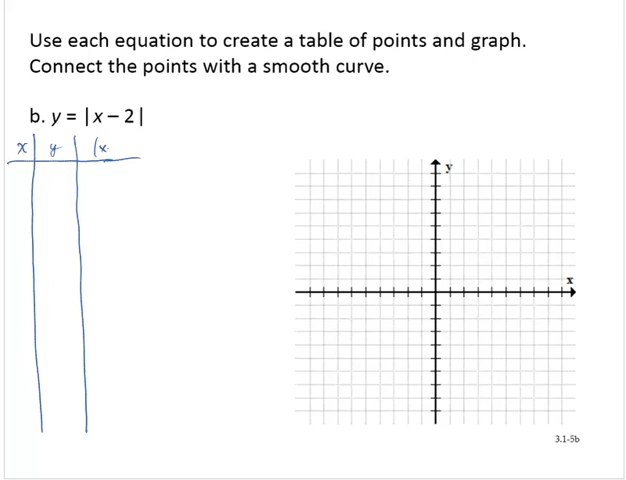 Use each equation to create a table of points and graph.
Connect the points with a smooth curve.
b. y = |x – 2|
x y (x
y
x
3.1-5b